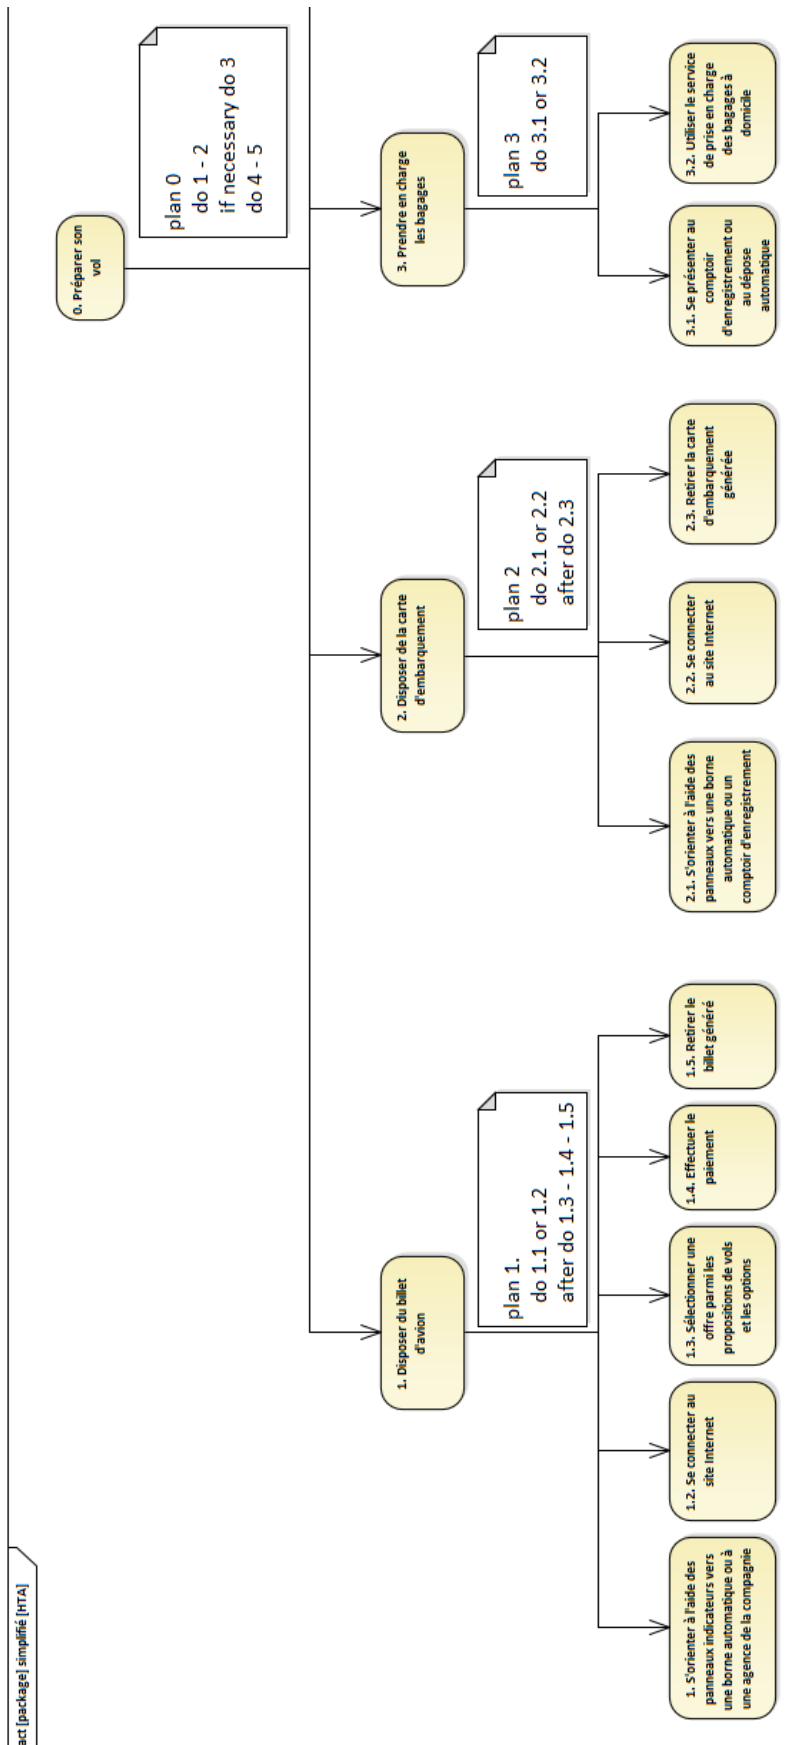 act [package] simplifié [HTA]
0. Préparer son
vol
plan 0
do 1 - 2
if necessary do 3
do 4 - 5
1. Disposer du billet
d'avion
2. Disposer de la carte
d'embarquement
3. Prendre en charge
les bagages
plan 1.
do 1.1 or 1.2
after do 1.3 - 1.4 - 1.5
plan 2
do 2.1 or 2.2
after do 2.3
plan 3
do 3.1 or 3.2
1. S'orienter à l'aide des
panneaux indicateurs vers
une borne automatique ou à
une agence de la compagnie
1.2. Se connecter au
site Internet
1.3. Sélectionner une
offre parmi les
propositions de vols
et les options
1.4. Effectuer le
paiement
1.5. Retirer le
billet généré
2.1. S'orienter à l'aide des
panneaux vers une borne
automatique ou un
comptoir d'enregistrement
2.2. Se connecter
au site Internet
2.3. Retirer la carte
d'embarquement
générée
3.1. Se présenter au
comptoir
d'enregistrement ou
au dépose
automatique
3.2. Utiliser le service
de prise en charge
des bagages à
domicile